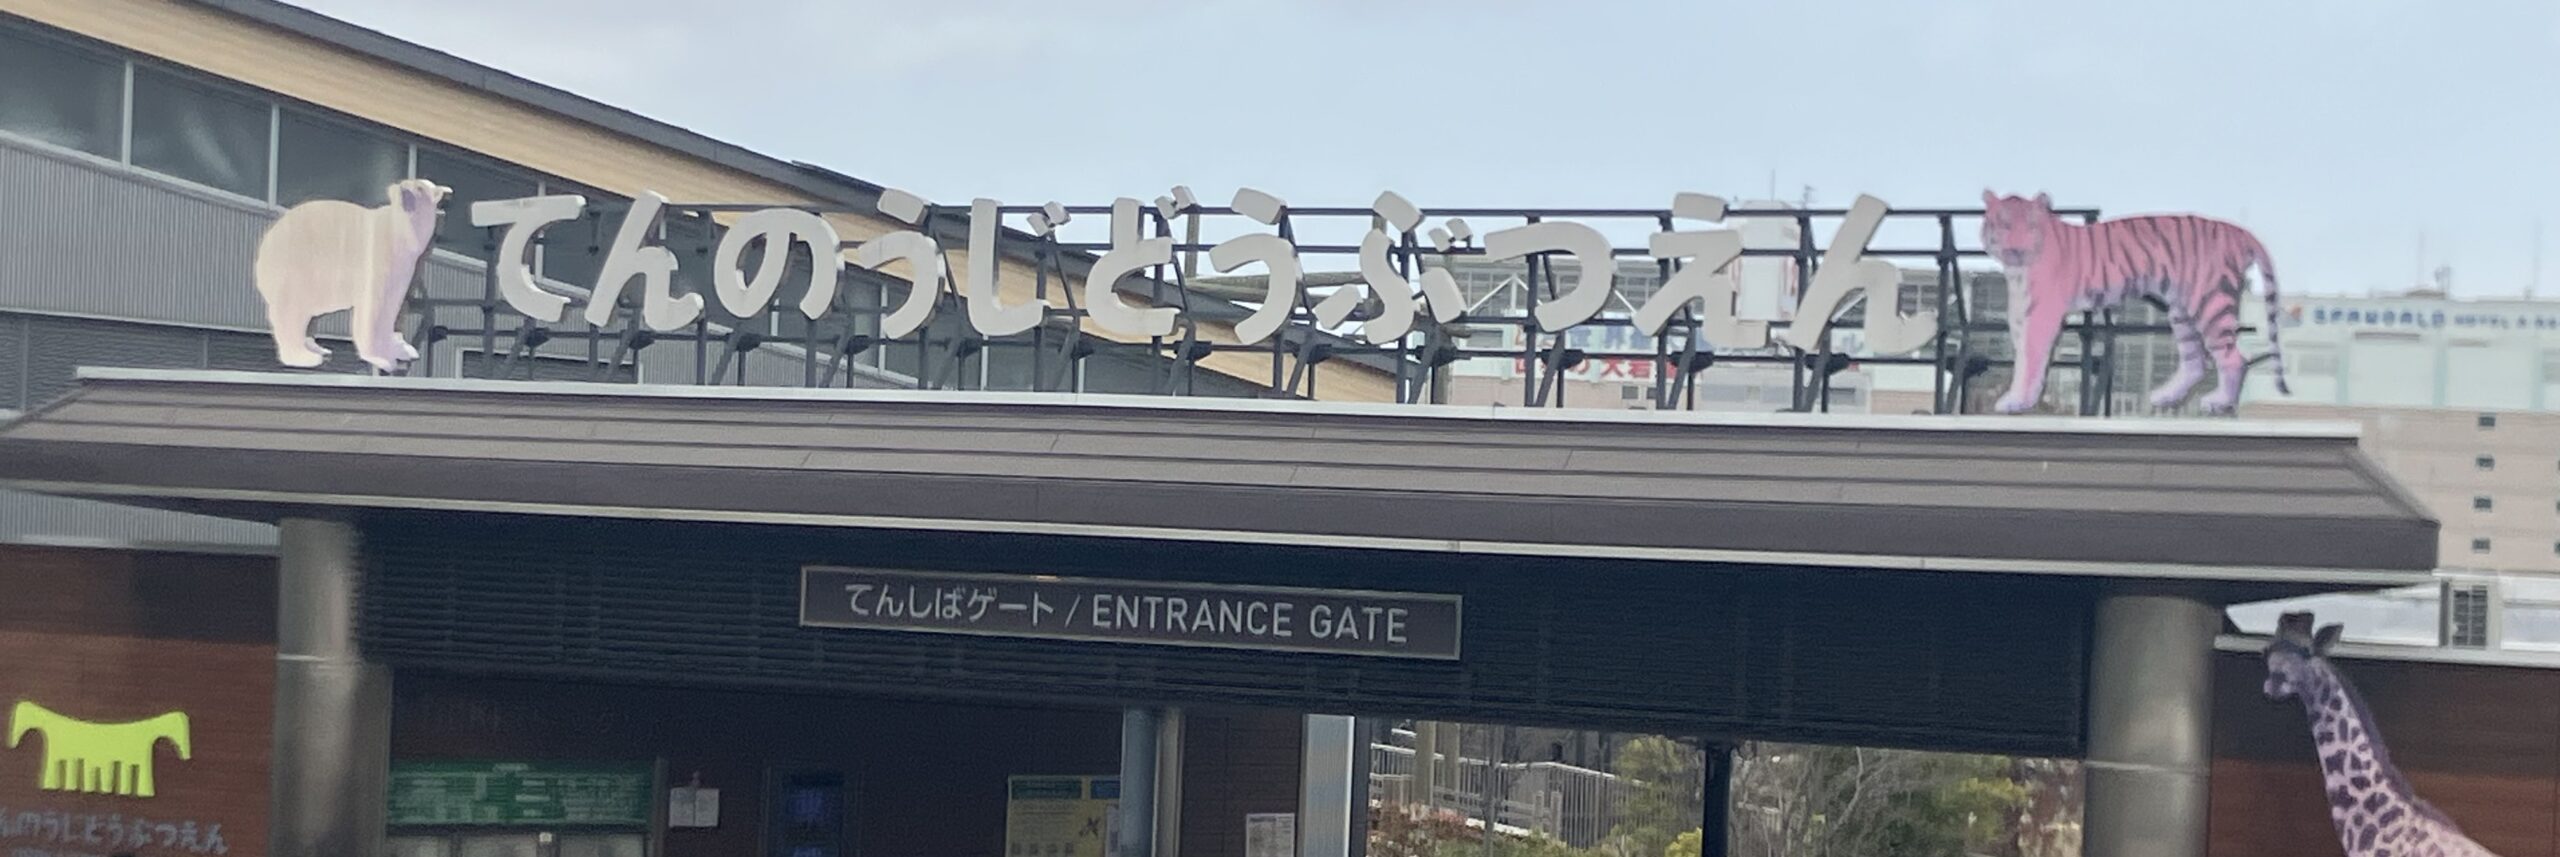 てんのうじどうぶつえん
てんしばゲート / ENTRANCE GATE
んのうじどうぶつえん